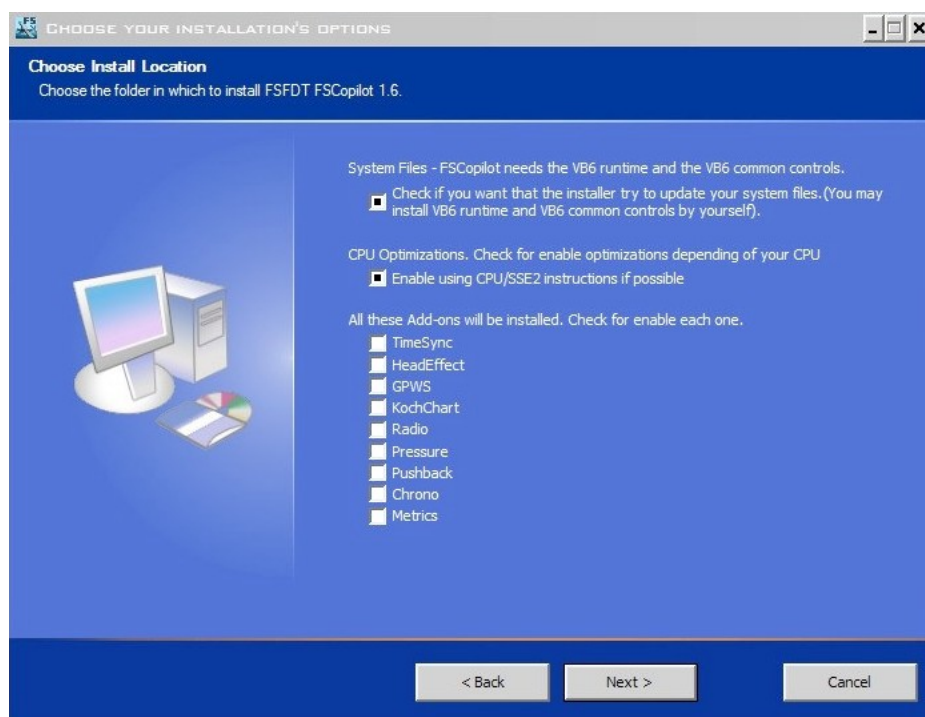 FS
CHOOSE YOUR INSTALLATION'S OPTIONS
Choose Install Location
Choose the folder in which to install FSFDT FSCopilot 1.6.
System Files - FSCopilot needs the VB6 runtime and the VB6 common controls.
Check if you want that the installer try to update your system files.(You may
install VB6 runtime and VB6 common controls by yourself).
CPU Optimizations. Check for enable optimizations depending of your CPU
Enable using CPU/SSE2 instructions if possible
All these Add-ons will be installed. Check for enable each one.
TimeSync
HeadEffect
GPWS
KochChart
Radio
Pressure
Pushback
Chrono
Metrics
< Back
Next >
Cancel